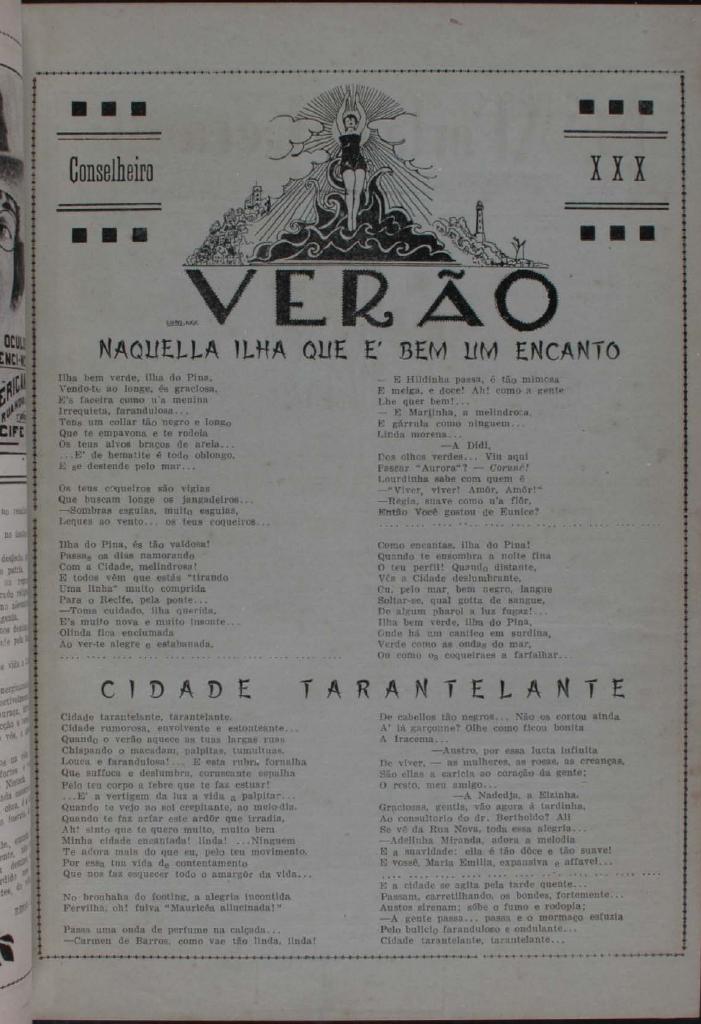 Conselheiro
X X X
VERÃO
NAQUELLA ILHA QUE E' BEM UM ENCANTO
Ilha bem verde, ilha do Pina,
Vendo-te ao longe, és graciosa,
E's faceira como u'a menina
Irrequieta, farandulosa...
Tens um collar tão negro e longo
Que te empavona e te rodeia
Os teus alvos braços de areia...
...E' de hematite é todo oblongo,
E se destende pelo mar...
Os teus coqueiros são vigias
Que buscam longe os jangadeiros...
—Sombras esguias, muito esguias,
Leques ao vento... os teus coqueiros...
Ilha do Pina, és tão vaidosa!
Passas os dias namorando
Com a Cidade, melindrosa!
E todos vêm que estás "tirando
Uma linha" muito comprida
Para o Recife, pela ponte...
—Toma cuidado, ilha querida,
E's muito nova e muito insonte...
Olinda fica enciumada
Ao ver-te alegre e estabanada.
— E Hildinha passa, é tão mimosa
E meiga, e doce! Ah! como a gente
Lhe quer bem!...
— E Marjinha, a melindroca,
E gárrula como ninguem...
Linda morena...
—A Didi,
Dos olhos verdes... Viu aqui
Passar "Aurora"? —
Lourdinha sabe com quem é
—"Viver, viver! Amôr, Amôr!"
—Regia, suave como u'a flôr,
Então Você gostou de Eunice?
Como encantas, ilha do Pina!
Quando te ensombra a noite fina
O teu perfil! Quando distante,
Vês a Cidade deslumbrante,
Ou, pelo mar, bem negro, langue
Soltar-se, qual gotta de sangue,
De algum pharol a luz fugaz!...
Ilha bem verde, ilha do Pina,
Onde há um cantico em surdina,
Verde como as ondas do mar,
Ou como os coqueiraes a farfalhar...
CIDADE TARANTELANTE
Cidade tarantelante, tarantelante.
Cidade rumorosa, envolvente e estonteante...
Quando o verão aquece as tuas largas ruas
Chispando o macadam, palpitas, tumultuas.
Louca e farandulosa!... E esta rubra fornalha
Que suffoca e deslumbra, coruscante espalha
Pelo teu corpo a febre que te faz estuar!
...E' a vertigem da luz a vida a palpitar...
Quando te vejo ao sol crepitante, ao meio-dia.
Quando te faz arfar este ardôr que irradia,
Ah! sinto que te quero muito, muito bem
Minha cidade encantada! linda! ...Ninguem
Te adora mais do que eu, pelo teu movimento.
Por essa tua vida de contentamento
Que nos faz esquecer todo o amargôr da vida...
No brouhaha do footing, a alegria incontida
Fervilha, oh! fulva "Mauricéa allucinada!"
Passa uma onda de perfume na calçada...
—Carmen de Barros, como vae tão linda, linda!
De cabellos tão negros... Não os cortou ainda
A' lá garçonne? Olhe como ficou bonita
A Iracema...
—Austro, por essa lucta infinita
De viver, — as mulheres, as rosas, as creanças,
São ellas a caricia ao coração da gente;
O resto, meu amigo...
—A Nadedja, a Elzinha.
Graciosas, gentis, vão agora á tardinha,
Ao consultorio do dr. Bertholdo? Ali
Se vê da Rua Nova, toda essa alegria...
—Adelinha Miranda, adora a melodia
E a suavidade: ella é tão dôce e tão suave!
E vossê, Maria Emilia, expansiva e affavel...
E a cidade se agita pela tarde quente...
Passam, carretilhando, os bondes, fortemente...
Autos sirenam; sóbe o fumo e rodopia;
—A gente passa... passa e o mormaço esfuzia
Pelo bulicio faranduloso e ondulante...
Cidade tarantelante, tarantelante...